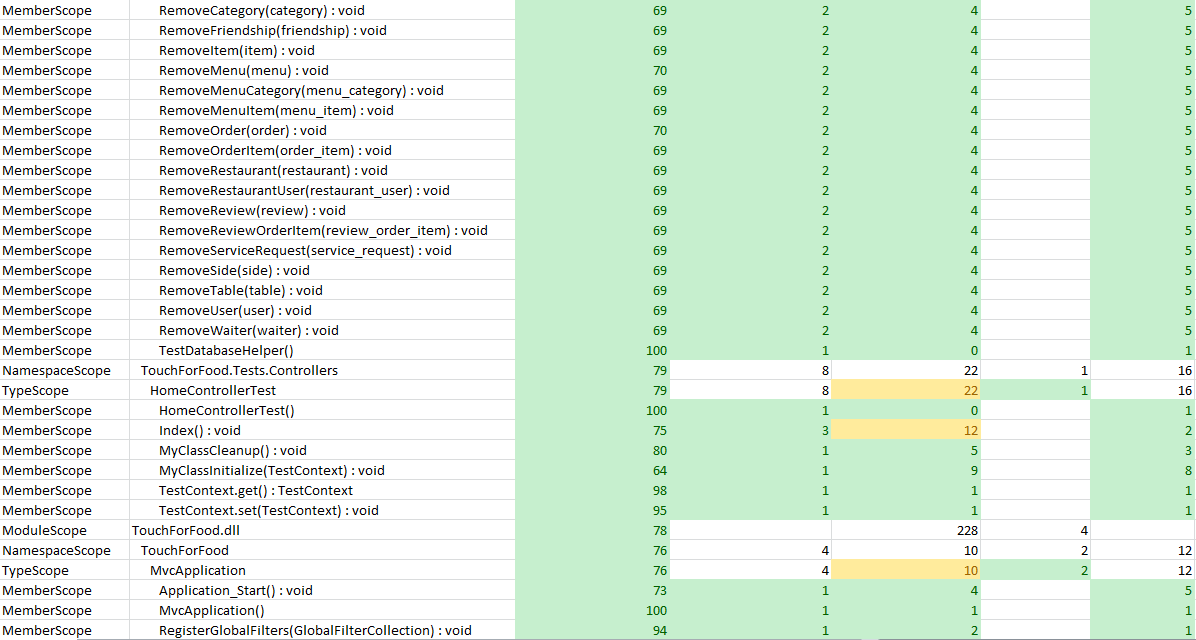 MemberScope RemoveCategory(category) : void 69 2 4 5
MemberScope RemoveFriendship(friendship) : void 69 2 4 5
MemberScope RemoveItem(item) : void 69 2 4 5
MemberScope RemoveMenu(menu) : void 70 2 4 5
MemberScope RemoveMenuCategory(menu_category) : void 69 2 4 5
MemberScope RemoveMenuItem(menu_item) : void 69 2 4 5
MemberScope RemoveOrder(order) : void 70 2 4 5
MemberScope RemoveOrderItem(order_item) : void 69 2 4 5
MemberScope RemoveRestaurant(restaurant) : void 69 2 4 5
MemberScope RemoveRestaurantUser(restaurant_user) : void 69 2 4 5
MemberScope RemoveReview(review) : void 69 2 4 5
MemberScope RemoveReviewOrderItem(review_order_item) : void 69 2 4 5
MemberScope RemoveServiceRequest(service_request) : void 69 2 4 5
MemberScope RemoveSide(side) : void 69 2 4 5
MemberScope RemoveTable(table) : void 69 2 4 5
MemberScope RemoveUser(user) : void 69 2 4 5
MemberScope RemoveWaiter(waiter) : void 69 2 4 5
MemberScope TestDatabaseHelper() 100 1 0 1
NamespaceScope TouchForFood.Tests.Controllers 79 8 22 1 16
TypeScope HomeControllerTest 79 8 22 1 16
MemberScope HomeControllerTest() 100 1 0 1
MemberScope Index() : void 75 3 12 2
MemberScope MyClassCleanup() : void 80 1 5 3
MemberScope MyClassInitialize(TestContext) : void 64 1 9 8
MemberScope TestContext.get() : TestContext 98 1 1 1
MemberScope TestContext.set(TestContext) : void 95 1 1 1
ModuleScope TouchForFood.dll 78 228 4
NamespaceScope TouchForFood 76 4 10 2 12
TypeScope MvcApplication 76 4 10 2 12
MemberScope Application_Start() : void 73 1 4 5
MemberScope MvcApplication() 100 1 1 1
MemberScope RegisterGlobalFilters(GlobalFilterCollection) : void 94 1 2 1